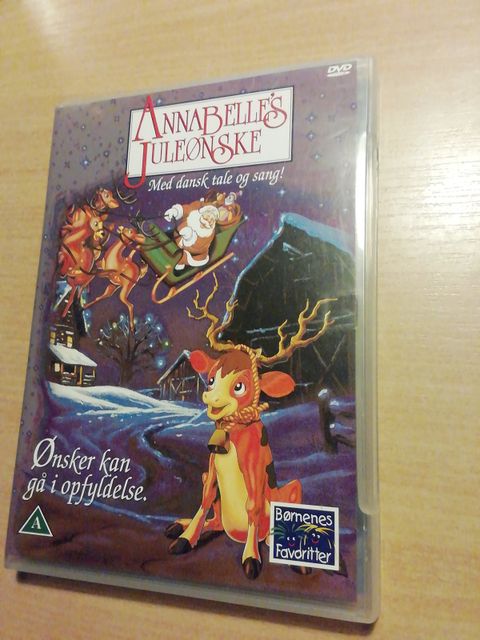 DVD
ANNABELLE'S
JULEØNSKE
Med dansk tale og sang!
Ønsker kan
gå i opfyldelse.
A
Børnenes
Favoritter